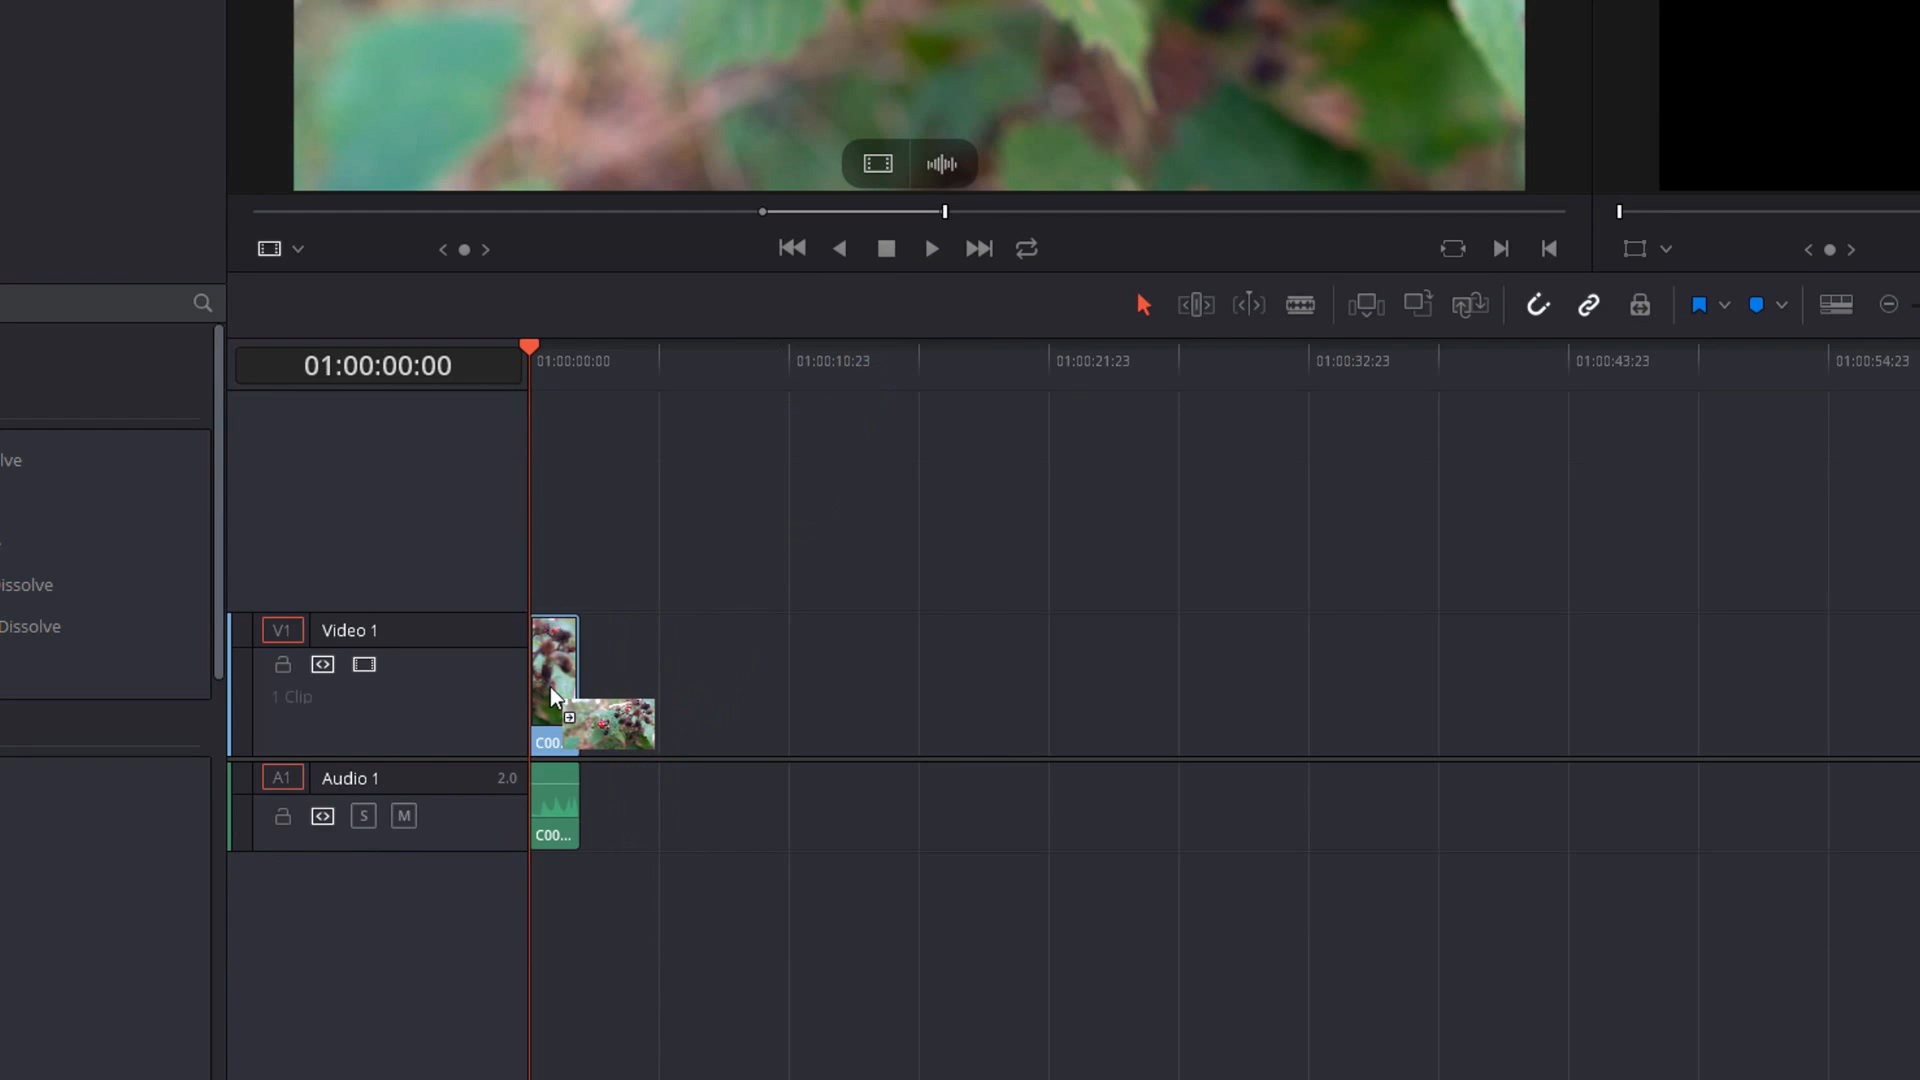 01:00:00:00
01:00:00:00
01:00:10:23
01:00:21:23
01:00:32:23
01:00:43:23
01:00:54:23
lve
issolve
Dissolve
V1 Video 1
1 Clip
C00.
A1 Audio 1 2.0
S M
C00...